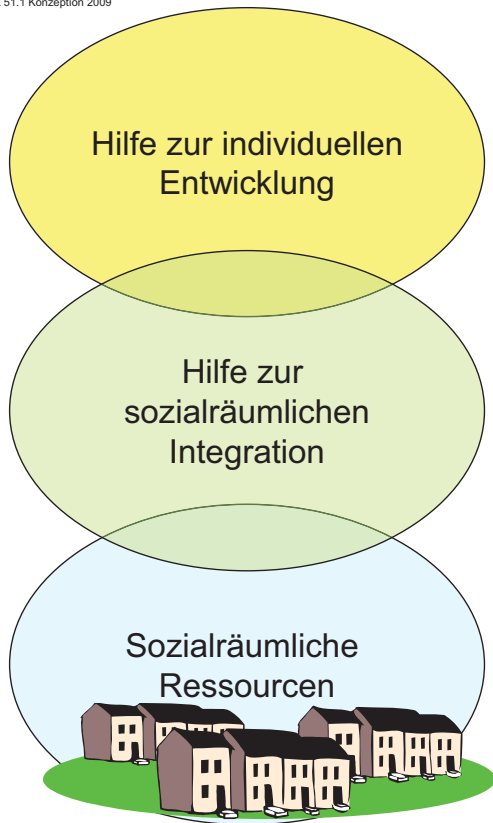 51.1 Konzeption 2009
Hilfe zur individuellen
Entwicklung
Hilfe zur
sozialräumlichen
Integration
Sozialräumliche
Ressourcen